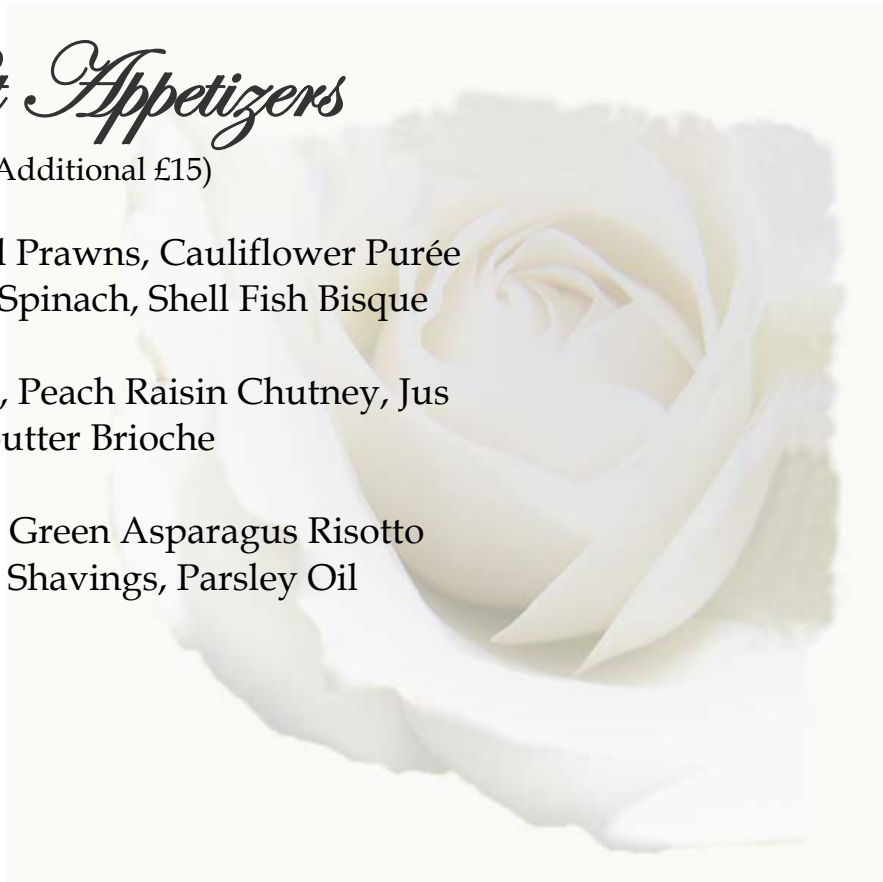 Appetizers
Additional £15)
Prawns, Cauliflower Purée
Spinach, Shell Fish Bisque
, Peach Raisin Chutney, Jus
utter Brioche
Green Asparagus Risotto
Shavings, Parsley Oil